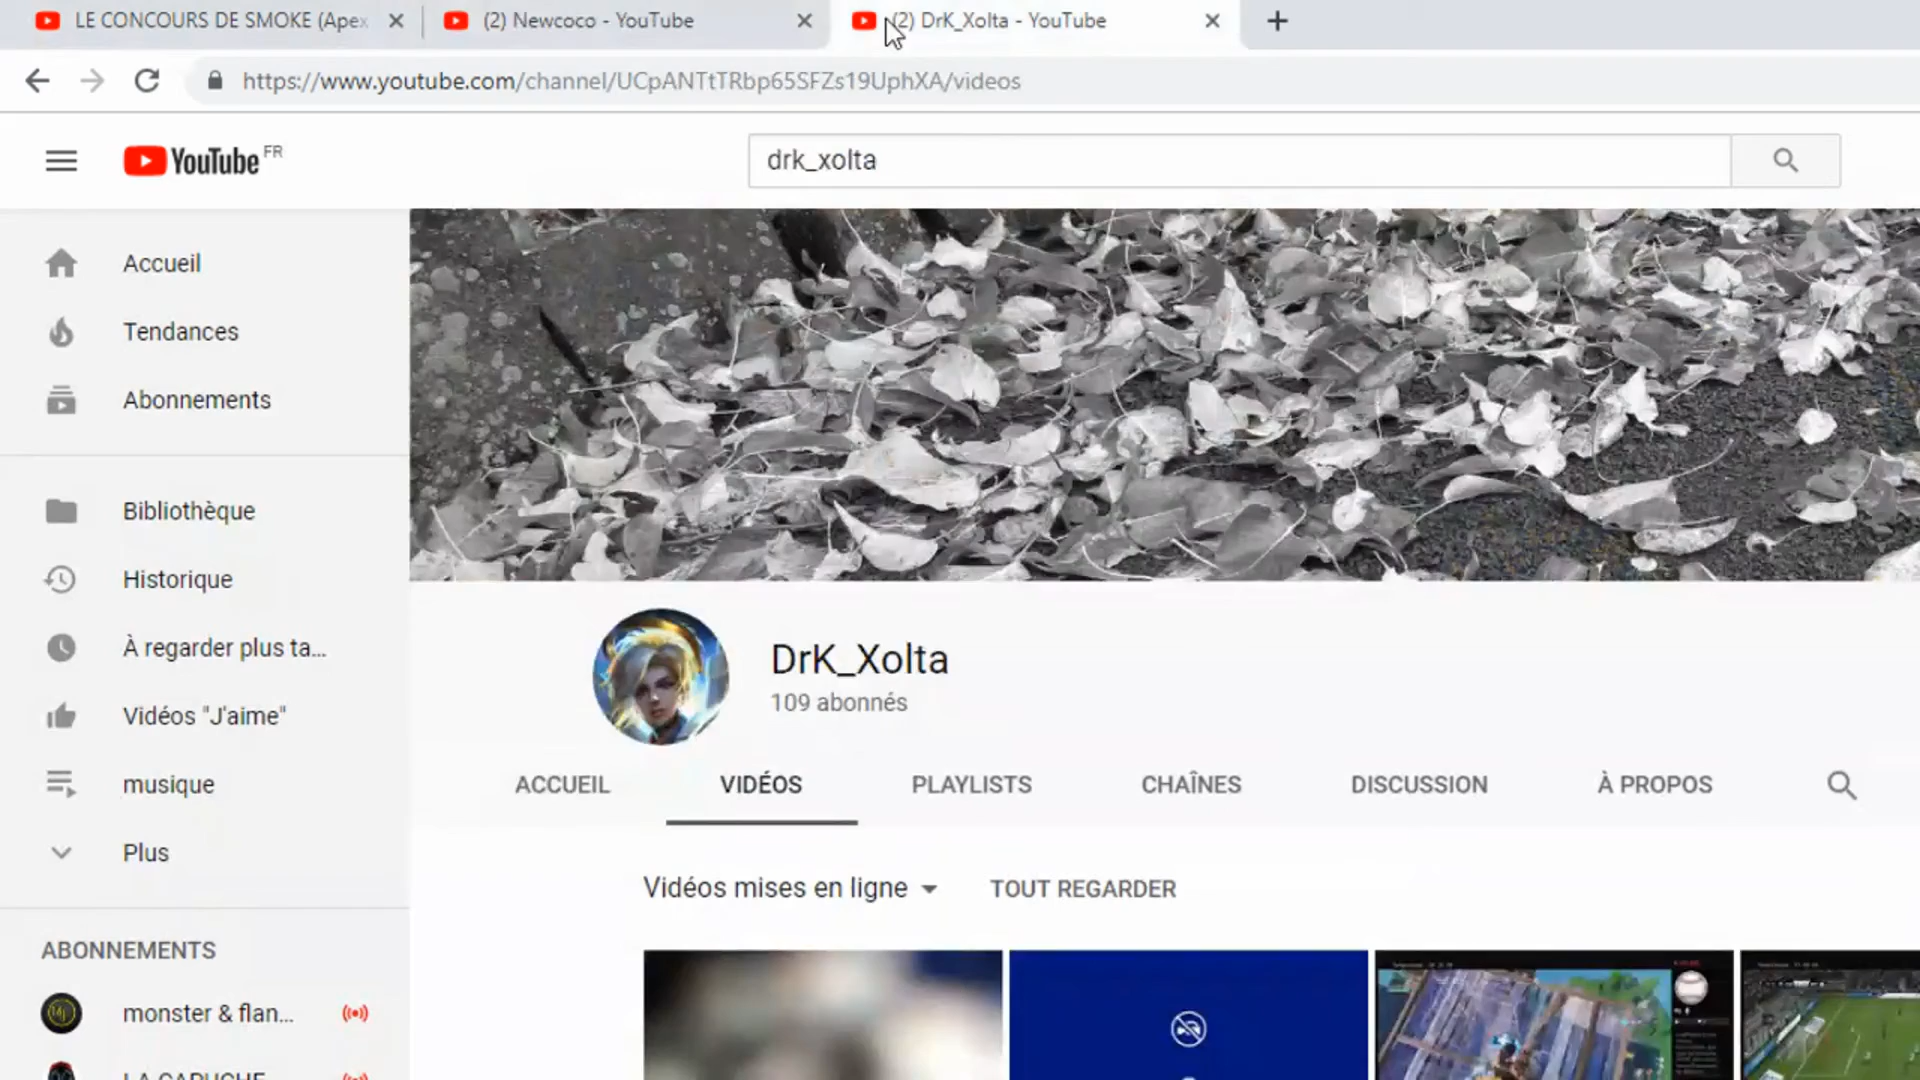 LE CONCOURS DE SMOKE (Apex
(2) Newcoco - YouTube
(2) DrK_Xolta - YouTube
https://www.youtube.com/channel/UCpANTtTRbp65SFZs19UphXA/videos
YouTube FR
drk_xolta
Accueil
Tendances
Abonnements
Bibliothèque
Historique
À regarder plus ta...
Vidéos "J'aime"
musique
Plus
ABONNEMENTS
monster & flan...
LA CAPUCHE
DrK_Xolta
109 abonnés
ACCUEIL
VIDÉOS
PLAYLISTS
CHAÎNES
DISCUSSION
À PROPOS
Vidéos mises en ligne
TOUT REGARDER